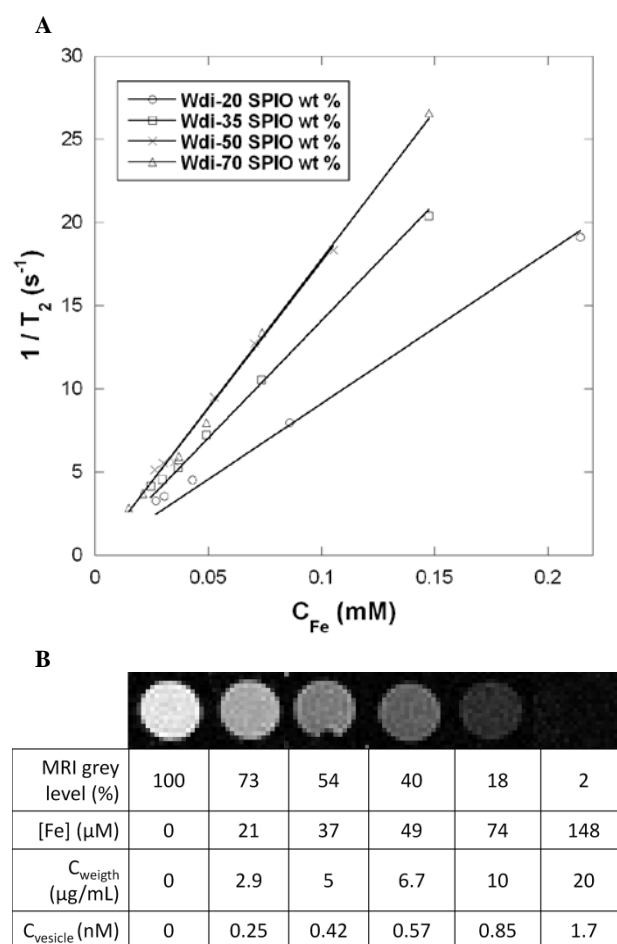 A
30
25
20
15
10
5
0
1 / T2 (s-1)
Wdi-20 SPIO wt %
Wdi-35 SPIO wt %
Wdi-50 SPIO wt %
Wdi-70 SPIO wt %
0 0.05 0.1 0.15 0.2
CFe (mM)
B
MRI grey level (%) 100 73 54 40 18 2
[Fe] (µM) 0 21 37 49 74 148
Cweigth (µg/mL) 0 2.9 5 6.7 10 20
Cvesicle (nM) 0 0.25 0.42 0.57 0.85 1.7